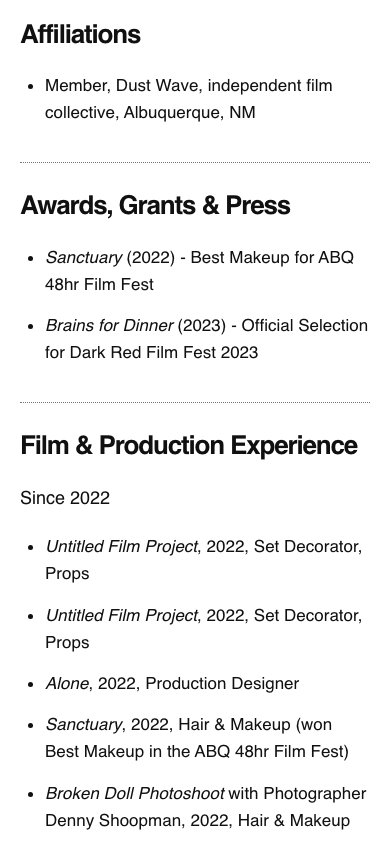 Affiliations
• Member, Dust Wave, independent film
collective, Albuquerque, NM
Awards, Grants & Press
• Sanctuary (2022) - Best Makeup for ABQ
48hr Film Fest
• Brains for Dinner (2023) - Official Selection
for Dark Red Film Fest 2023
Film & Production Experience
Since 2022
• Untitled Film Project, 2022, Set Decorator,
Props
• Untitled Film Project, 2022, Set Decorator,
Props
• Alone, 2022, Production Designer
• Sanctuary, 2022, Hair & Makeup (won
Best Makeup in the ABQ 48hr Film Fest)
• Broken Doll Photoshoot with Photographer
Denny Shoopman, 2022, Hair & Makeup